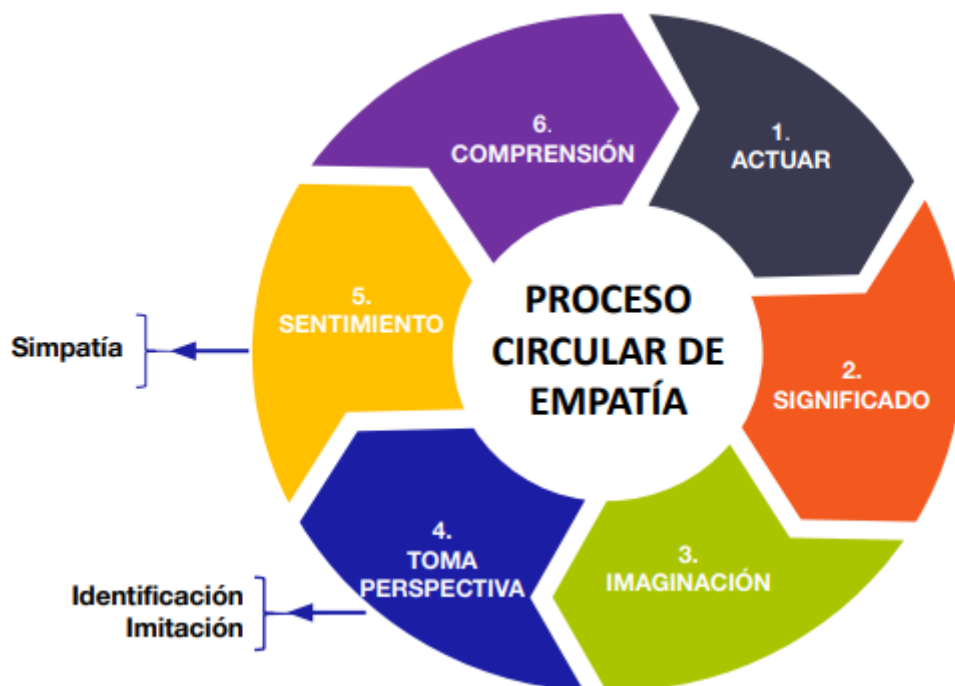 PROCESO
CIRCULAR DE
EMPATÍA
1.
ACTUAR
2.
SIGNIFICADO
3.
IMAGINACIÓN
4.
TOMA
PERSPECTIVA
Identificación
Imitación
5.
SENTIMIENTO
Simpatía
6.
COMPRENSIÓN